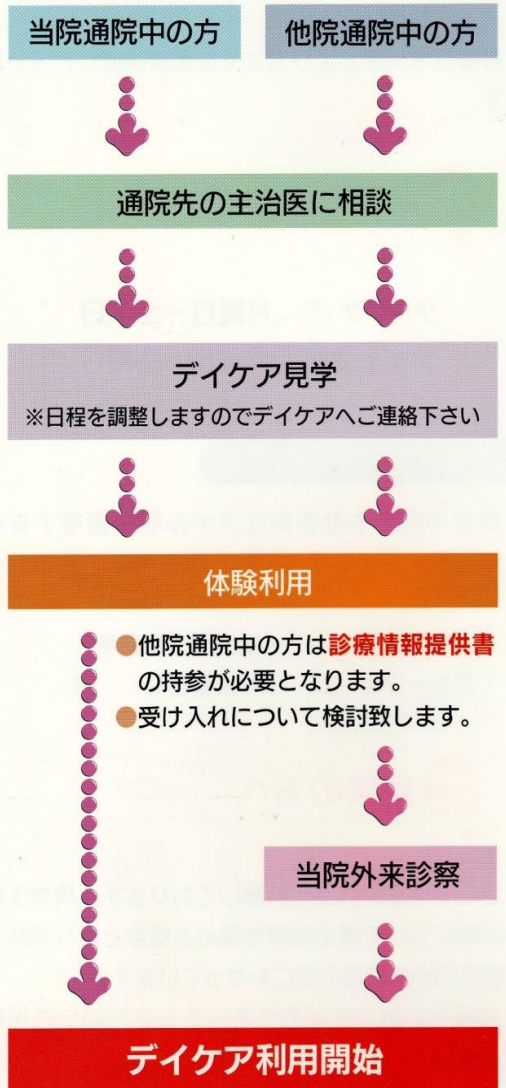 当院通院中の方
他院通院中の方
通院先の主治医に相談
デイケア見学
※日程を調整しますのでデイケアへご連絡下さい
体験利用
●他院通院中の方は診療情報提供書
の持参が必要となります。
●受け入れについて検討致します。
当院外来診察
デイケア利用開始